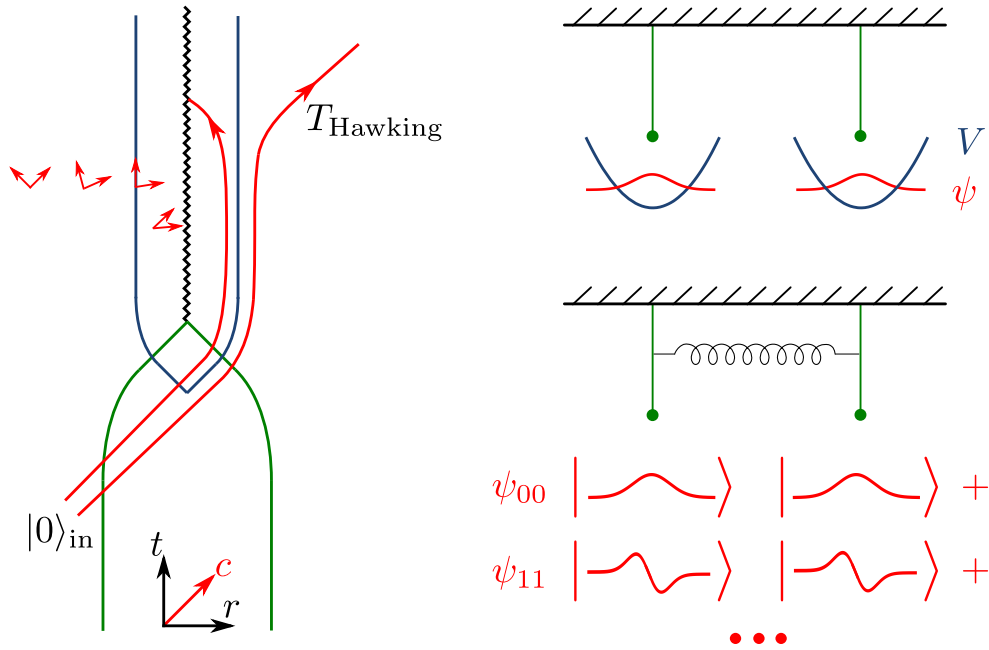 T_Hawking
|0⟩_in
t
c
r
V
ψ
ψ_00 | ⟩ | ⟩ +
ψ_11 | ⟩ | ⟩ +
•••